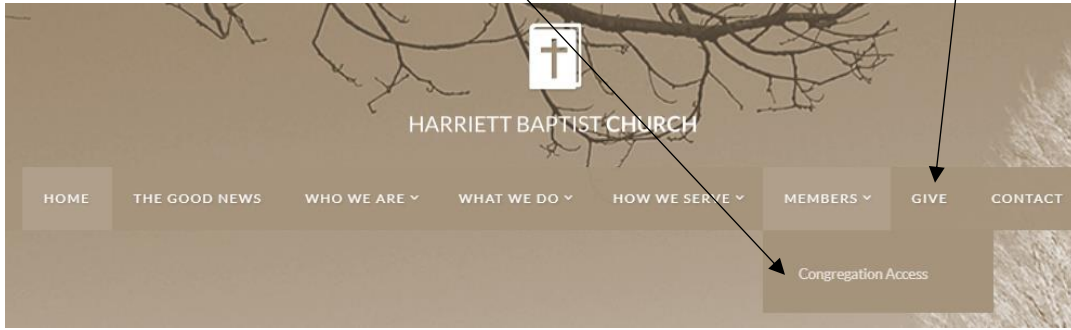 HARRIETT BAPTIST CHURCH
HOME THE GOOD NEWS WHO WE ARE WHAT WE DO HOW WE SERVE MEMBERS GIVE CONTACT
Congregation Access